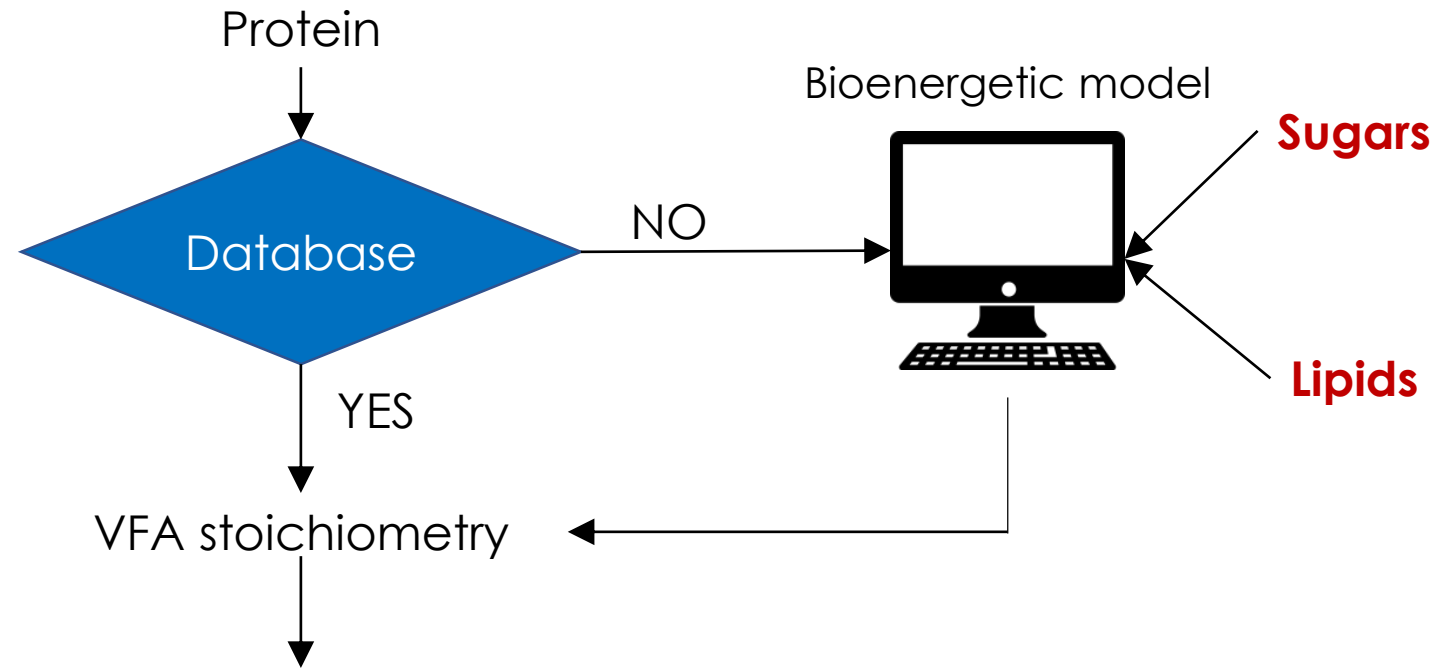 Protein
Bioenergetic model
Sugars
NO
Database
Lipids
YES
VFA stoichiometry